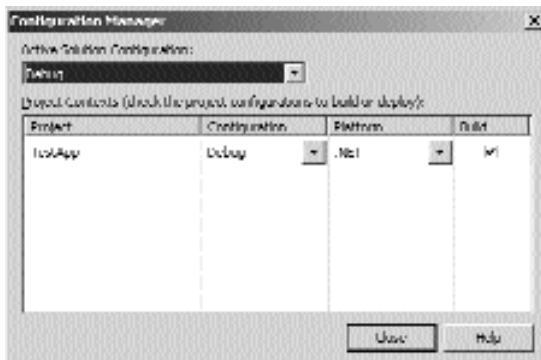 Configuration Manager
Active Solution Configuration:
Debug
Project Contexts (check the project configurations to build or deploy):
Project Configuration Platform Build
TestApp Debug .NET
Close Help